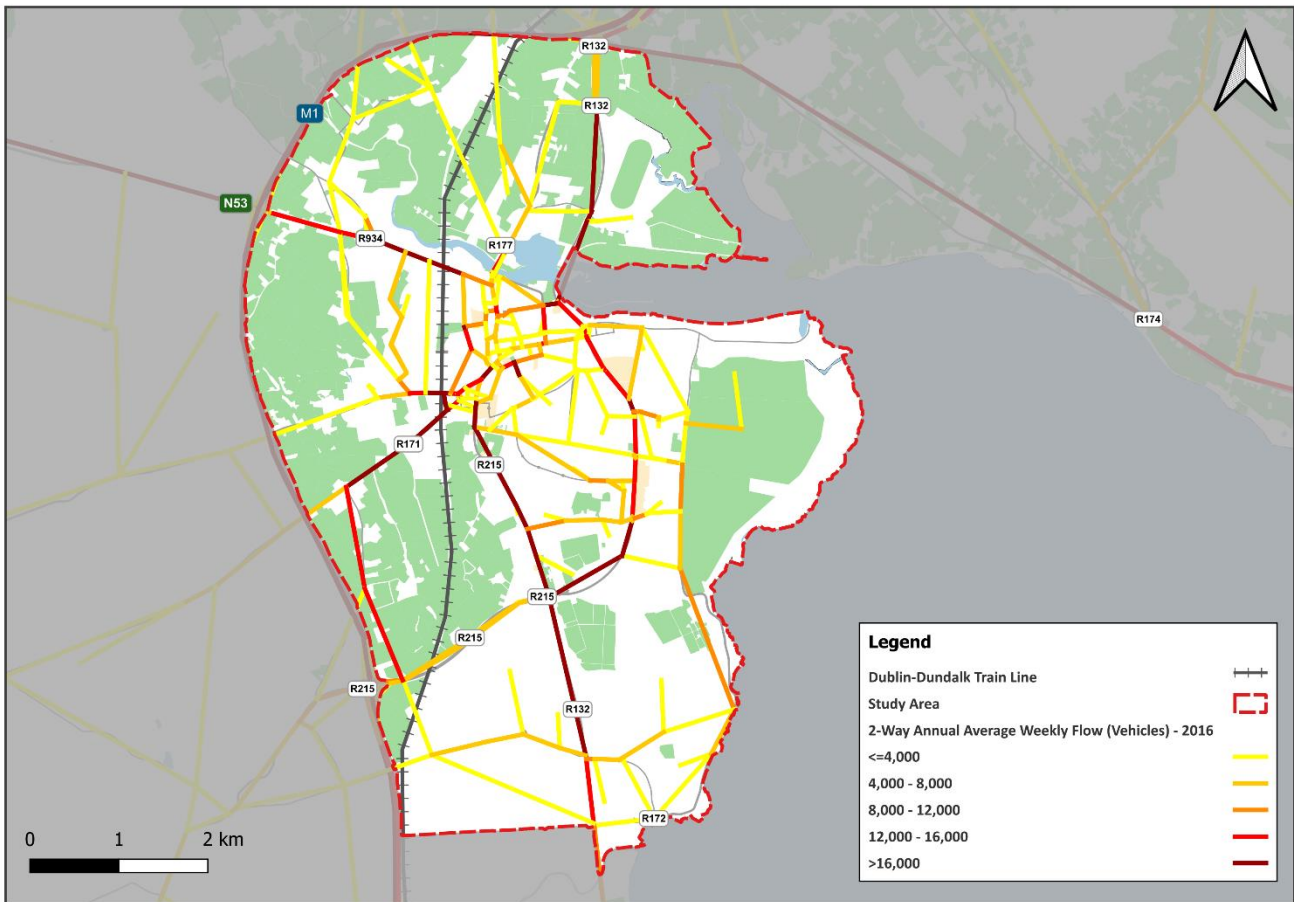 R132
R132
M1
N53
R934
R177
R174
R171
R215
R215
R215
R215
R132
R172
0 1 2 km
Legend
Dublin-Dundalk Train Line
Study Area
2-Way Annual Average Weekly Flow (Vehicles) - 2016
<=4,000
4,000 - 8,000
8,000 - 12,000
12,000 - 16,000
>16,000